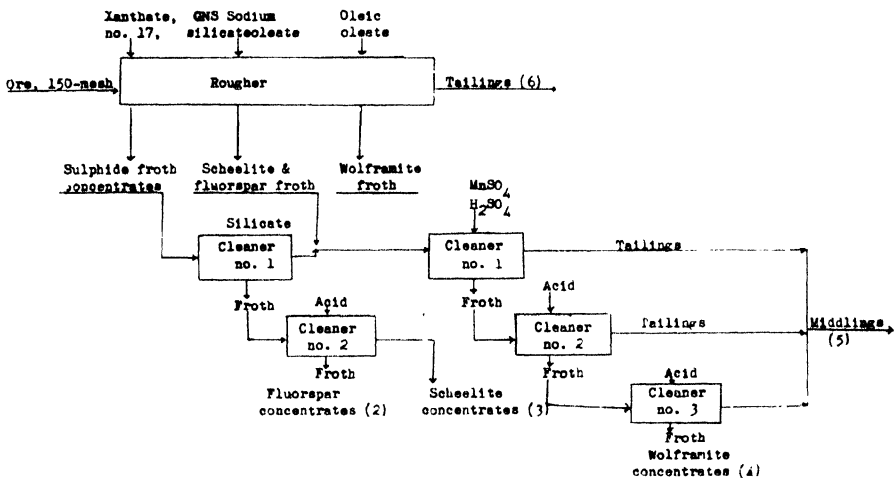 Xanthate,
no. 17,
GNS Sodium
silicateoleate
Oleic
oleate
Ore, 150-mesh
Rougher
Tailings (6)
Sulphide froth
concentrates
Scheelite &
fluorspar froth
Wolframite
froth
MnSO4
H2SO4
Silicate
Cleaner
no. 1
Cleaner
no. 1
Tailings
Froth
Acid
Froth
Acid
Cleaner
no. 2
Cleaner
no. 2
Tailings
Middlings
(5)
Froth
Froth
Acid
Fluorspar
concentrates (2)
Scheelite
concentrates (3)
Cleaner
no. 3
Froth
Wolframite
concentrates (4)